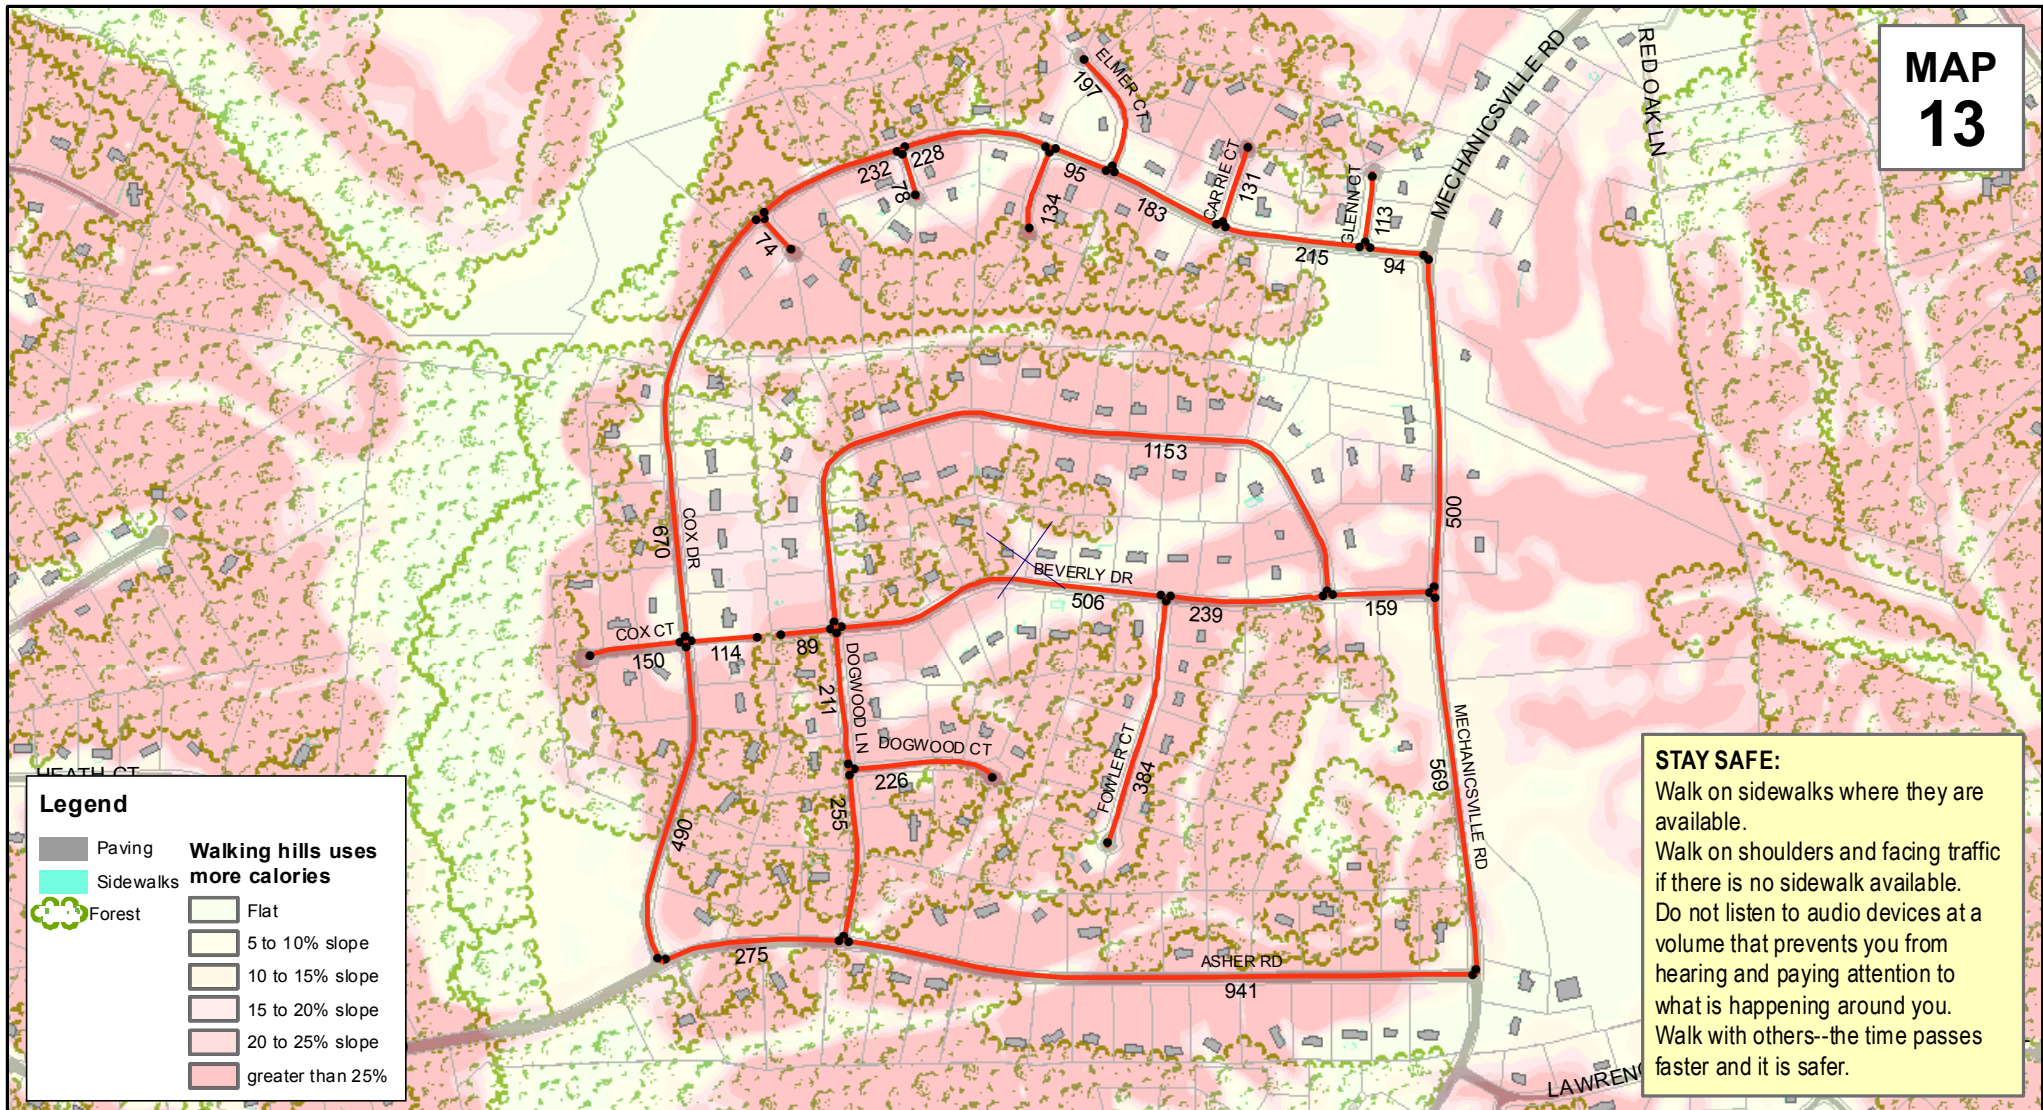 MAP
13
MECHANICSVILLE RD
RED OAK LN
ELMER CT
197
232
228
78
95
134
183
CARRIE CT
131
GLENN CT
113
215
94
74
1153
500
670
COX DR
BEVERLY DR
506
239
159
COX CT
150
114
89
211
DOGWOOD LN
DOGWOOD CT
226
255
FOWLER CT
384
MECHANICSVILLE RD
569
490
275
ASHER RD
941
HEATH CT
LAWRENC
Legend
Paving
Sidewalks
Forest
Walking hills uses
more calories
Flat
5 to 10% slope
10 to 15% slope
15 to 20% slope
20 to 25% slope
greater than 25%
STAY SAFE:
Walk on sidewalks where they are
available.
Walk on shoulders and facing traffic
if there is no sidewalk available.
Do not listen to audio devices at a
volume that prevents you from
hearing and paying attention to
what is happening around you.
Walk with others--the time passes
faster and it is safer.